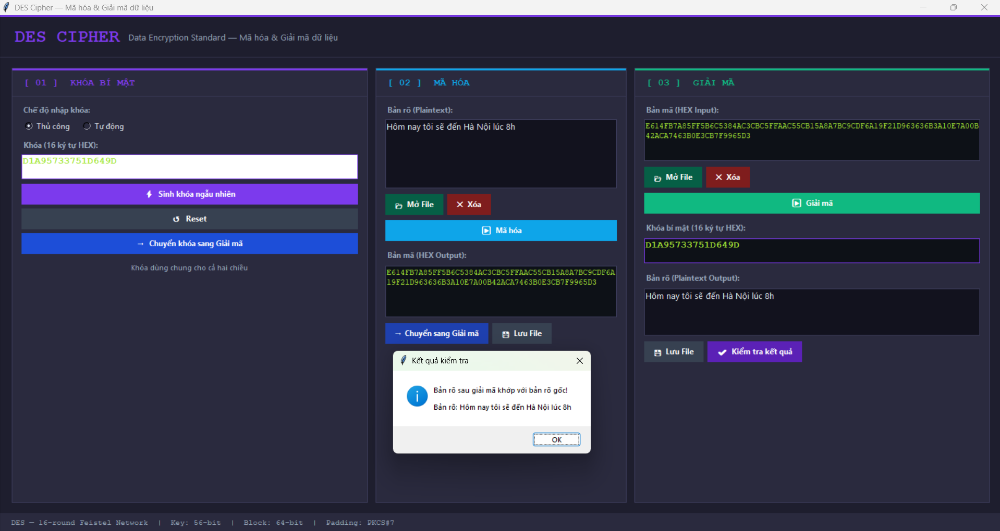 DES Cipher — Mã hóa & Giải mã dữ liệu
DES CIPHER Data Encryption Standard — Mã hóa & Giải mã dữ liệu
[ 01 ] KHÓA BÍ MẬT
Chế độ nhập khóa:
Thủ công Tự động
Khóa (16 ký tự HEX):
D1A95733751D649D
Sinh khóa ngẫu nhiên
Reset
→ Chuyển khóa sang Giải mã
Khóa dùng chung cho cả hai chiều
[ 02 ] MÃ HÓA
Bản rõ (Plaintext):
Hôm nay tôi sẽ đến Hà Nội lúc 8h
Mở File Xóa
Mã hóa
Bản mã (HEX Output):
E614FB7A85FF5B6C5384AC3CBC5FFAAC55CB15A8A7BC9CDF6A
19F21D963636B3A10E7A00B42ACA7463B0E3CB7F9965D3
→ Chuyển sang Giải mã Lưu File
[ 03 ] GIẢI MÃ
Bản mã (HEX Input):
E614FB7A85FF5B6C5384AC3CBC5FFAAC55CB15A8A7BC9CDF6A19F21D963636B3A10E7A00B
42ACA7463B0E3CB7F9965D3
Mở File Xóa
Giải mã
Khóa bí mật (16 ký tự HEX):
D1A95733751D649D
Bản rõ (Plaintext Output):
Hôm nay tôi sẽ đến Hà Nội lúc 8h
Lưu File Kiểm tra kết quả
Kết quả kiểm tra
Bản rõ sau giải mã khớp với bản rõ gốc!
Bản rõ: Hôm nay tôi sẽ đến Hà Nội lúc 8h
OK
DES — 16-round Feistel Network | Key: 56-bit | Block: 64-bit | Padding: PKCS#7